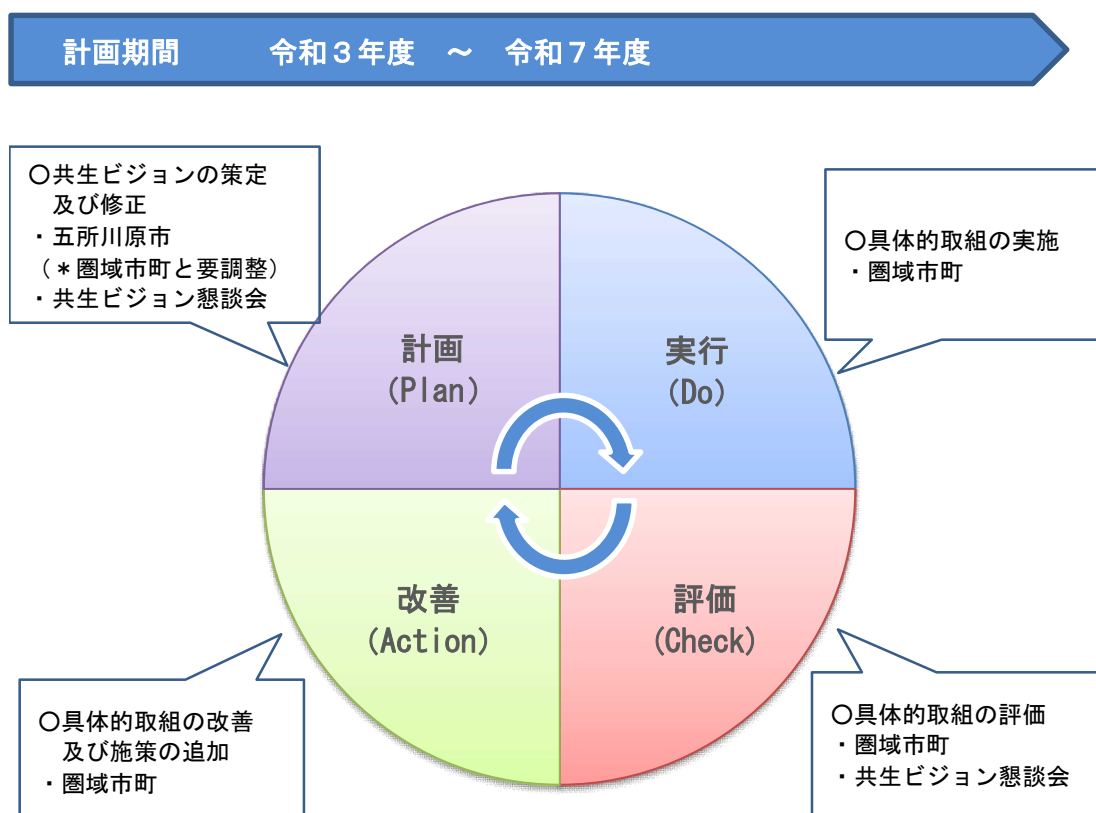 計画期間　　　令和３年度　～　令和７年度
〇共生ビジョンの策定
及び修正
・五所川原市
（＊圏域市町と要調整）
・共生ビジョン懇談会
〇具体的取組の実施
・圏域市町
計画
(Plan)
実行
(Do)
改善
(Action)
評価
(Check)
〇具体的取組の改善
及び施策の追加
・圏域市町
〇具体的取組の評価
・圏域市町
・共生ビジョン懇談会